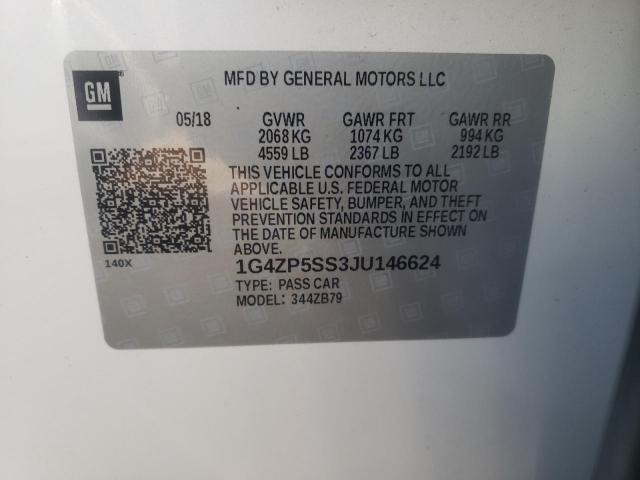 GM
MFD BY GENERAL MOTORS LLC
05/18 GVWR GAWR FRT GAWR RR
2068 KG 1074 KG 994 KG
4559 LB 2367 LB 2192 LB
THIS VEHICLE CONFORMS TO ALL
APPLICABLE U.S. FEDERAL MOTOR
VEHICLE SAFETY, BUMPER, AND THEFT
PREVENTION STANDARDS IN EFFECT ON
THE DATE OF MANUFACTURE SHOWN
ABOVE.
140X
1G4ZP5SS3JU146624
TYPE: PASS CAR
MODEL: 344ZB79